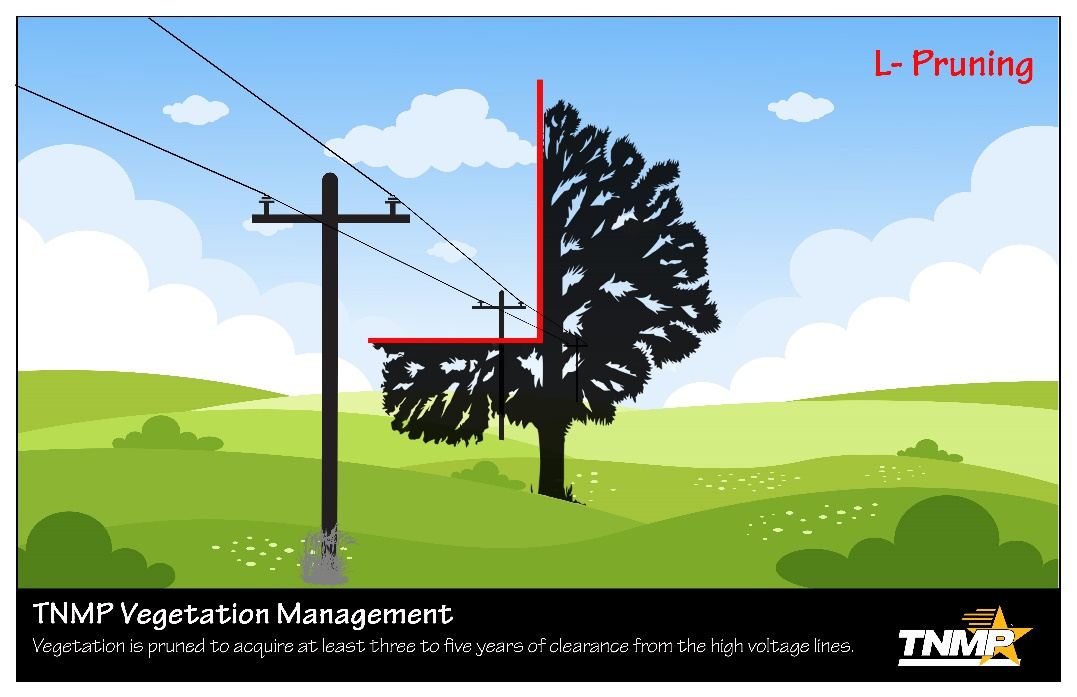 L- Pruning
TNMP Vegetation Management
Vegetation is pruned to acquire at least three to five years of clearance from the high voltage lines.
TNMP